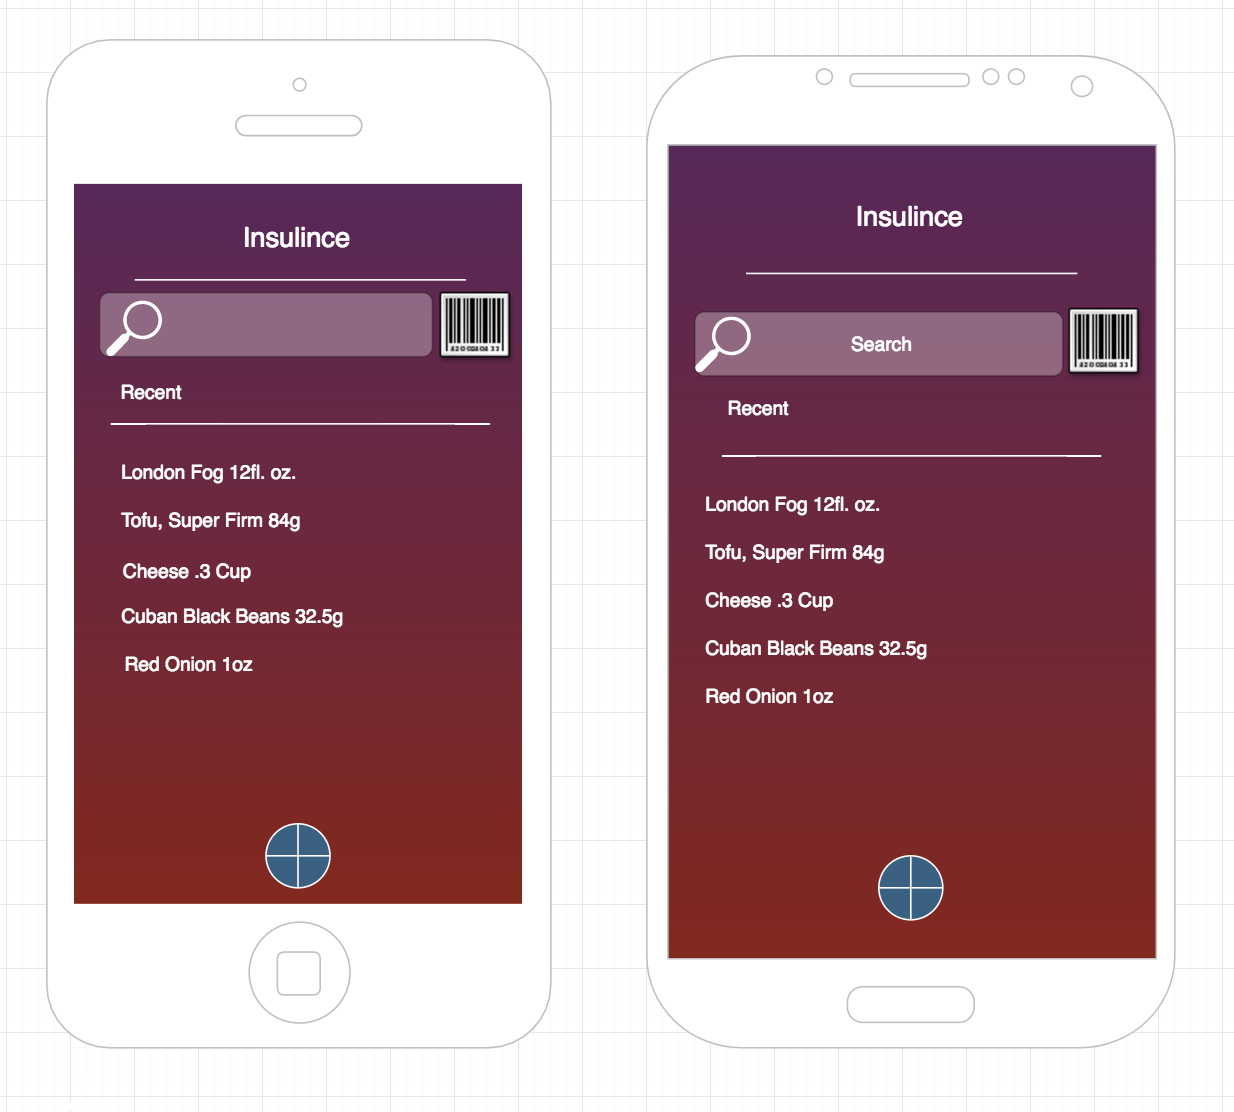 Insulince
Recent
London Fog 12fl. oz.
Tofu, Super Firm 84g
Cheese .3 Cup
Cuban Black Beans 32.5g
Red Onion 1oz
Insulince
Search
Recent
London Fog 12fl. oz.
Tofu, Super Firm 84g
Cheese .3 Cup
Cuban Black Beans 32.5g
Red Onion 1oz